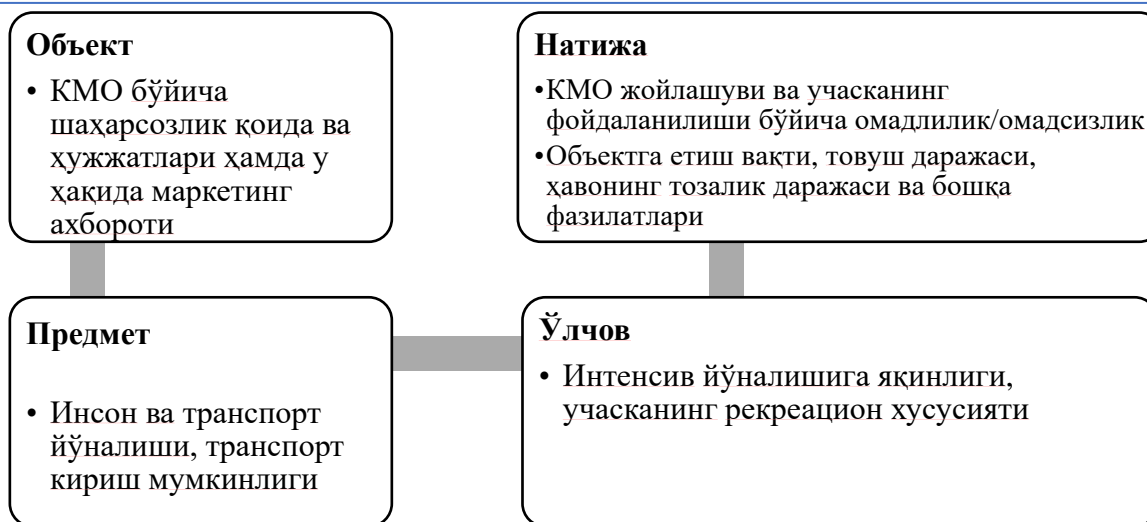 Объект
• КМО бўйича
шаҳарсозлик қоида ва
ҳужжатлари ҳамда у
ҳақида маркетинг
ахбороти
Натижа
•КМО жойлашуви ва учасканинг
фойдаланилиши бўйича омадлилик/омадсизлик
•Объектга етиш вақти, товуш даражаси,
ҳавонинг тозалик даражаси ва бошқа
фазилатлари
Предмет
• Инсон ва транспорт
йўналиши, транспорт
кириш мумкинлиги
Ўлчов
• Интенсив йўналишига яқинлиги,
учасканинг рекреацион хусусияти